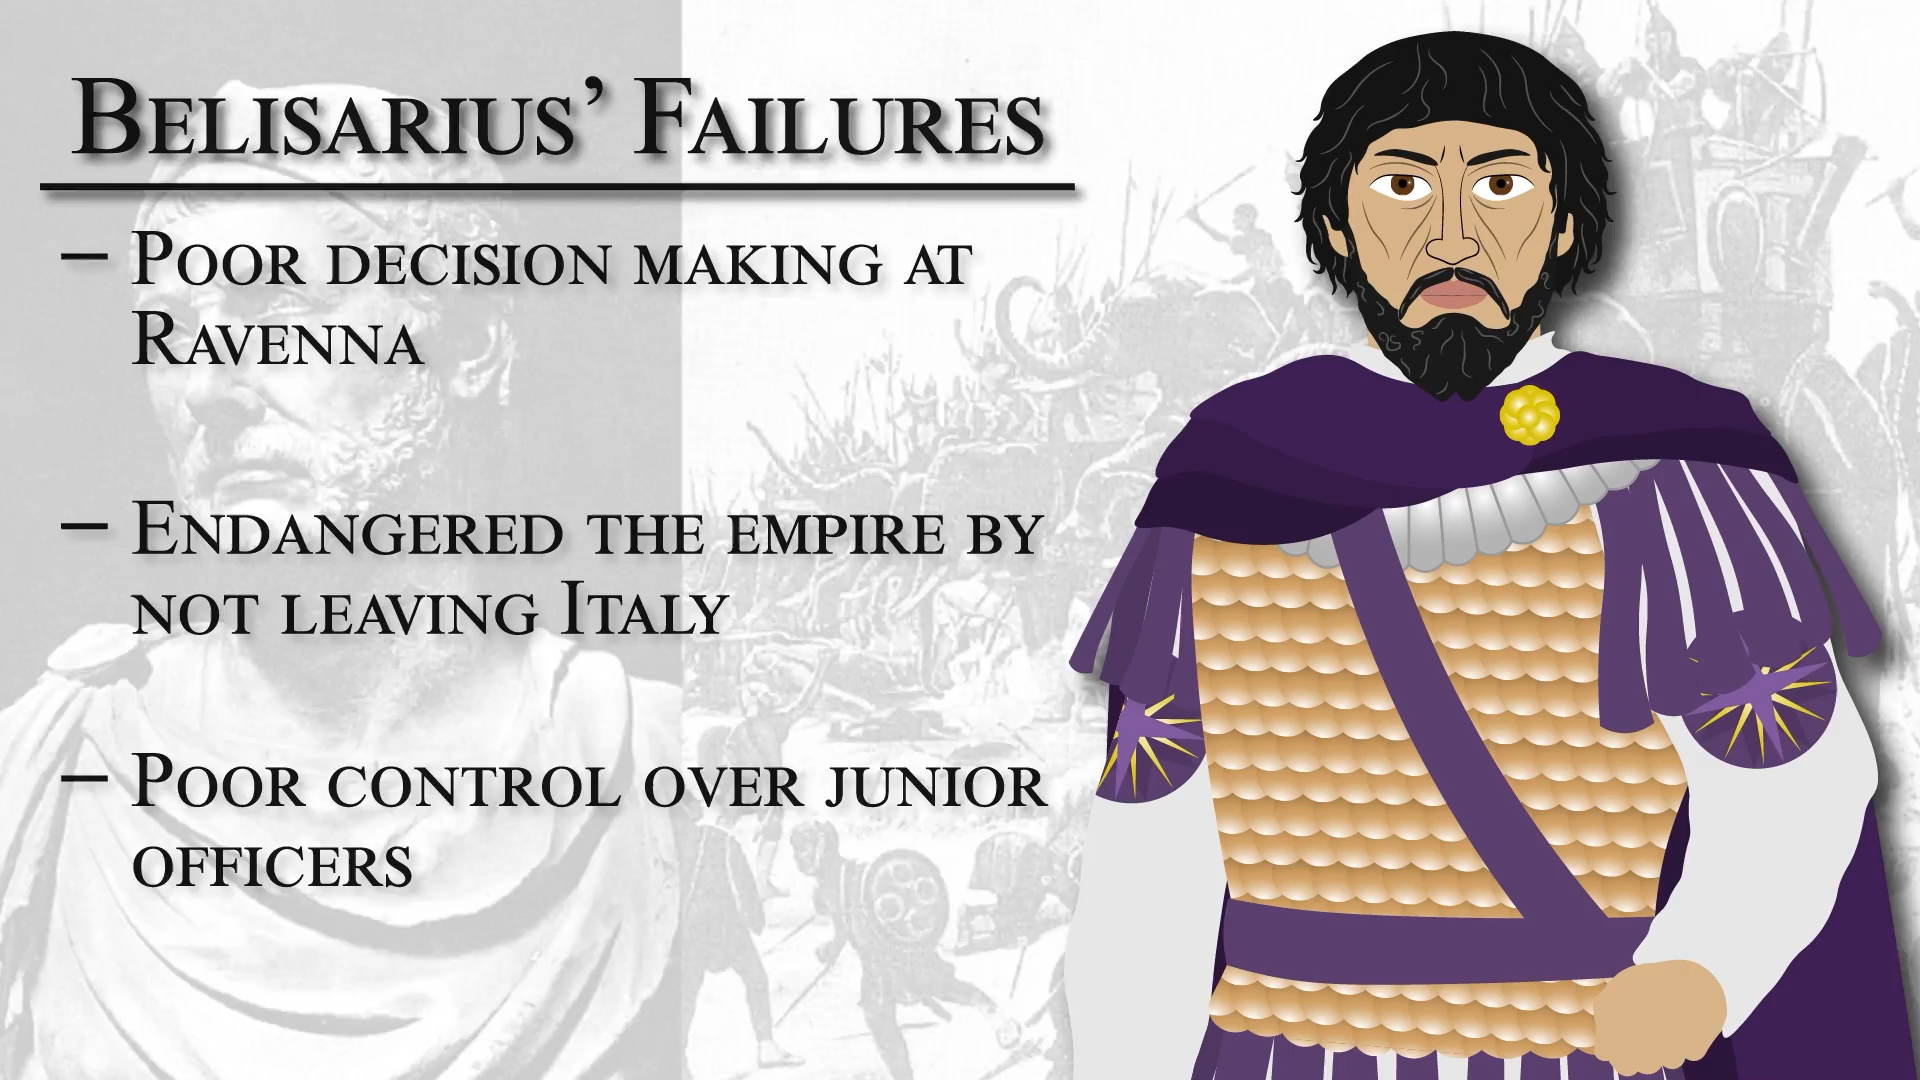 Belisarius’ Failures
– Poor decision making at
Ravenna
– Endangered the empire by
not leaving Italy
– Poor control over junior
officers